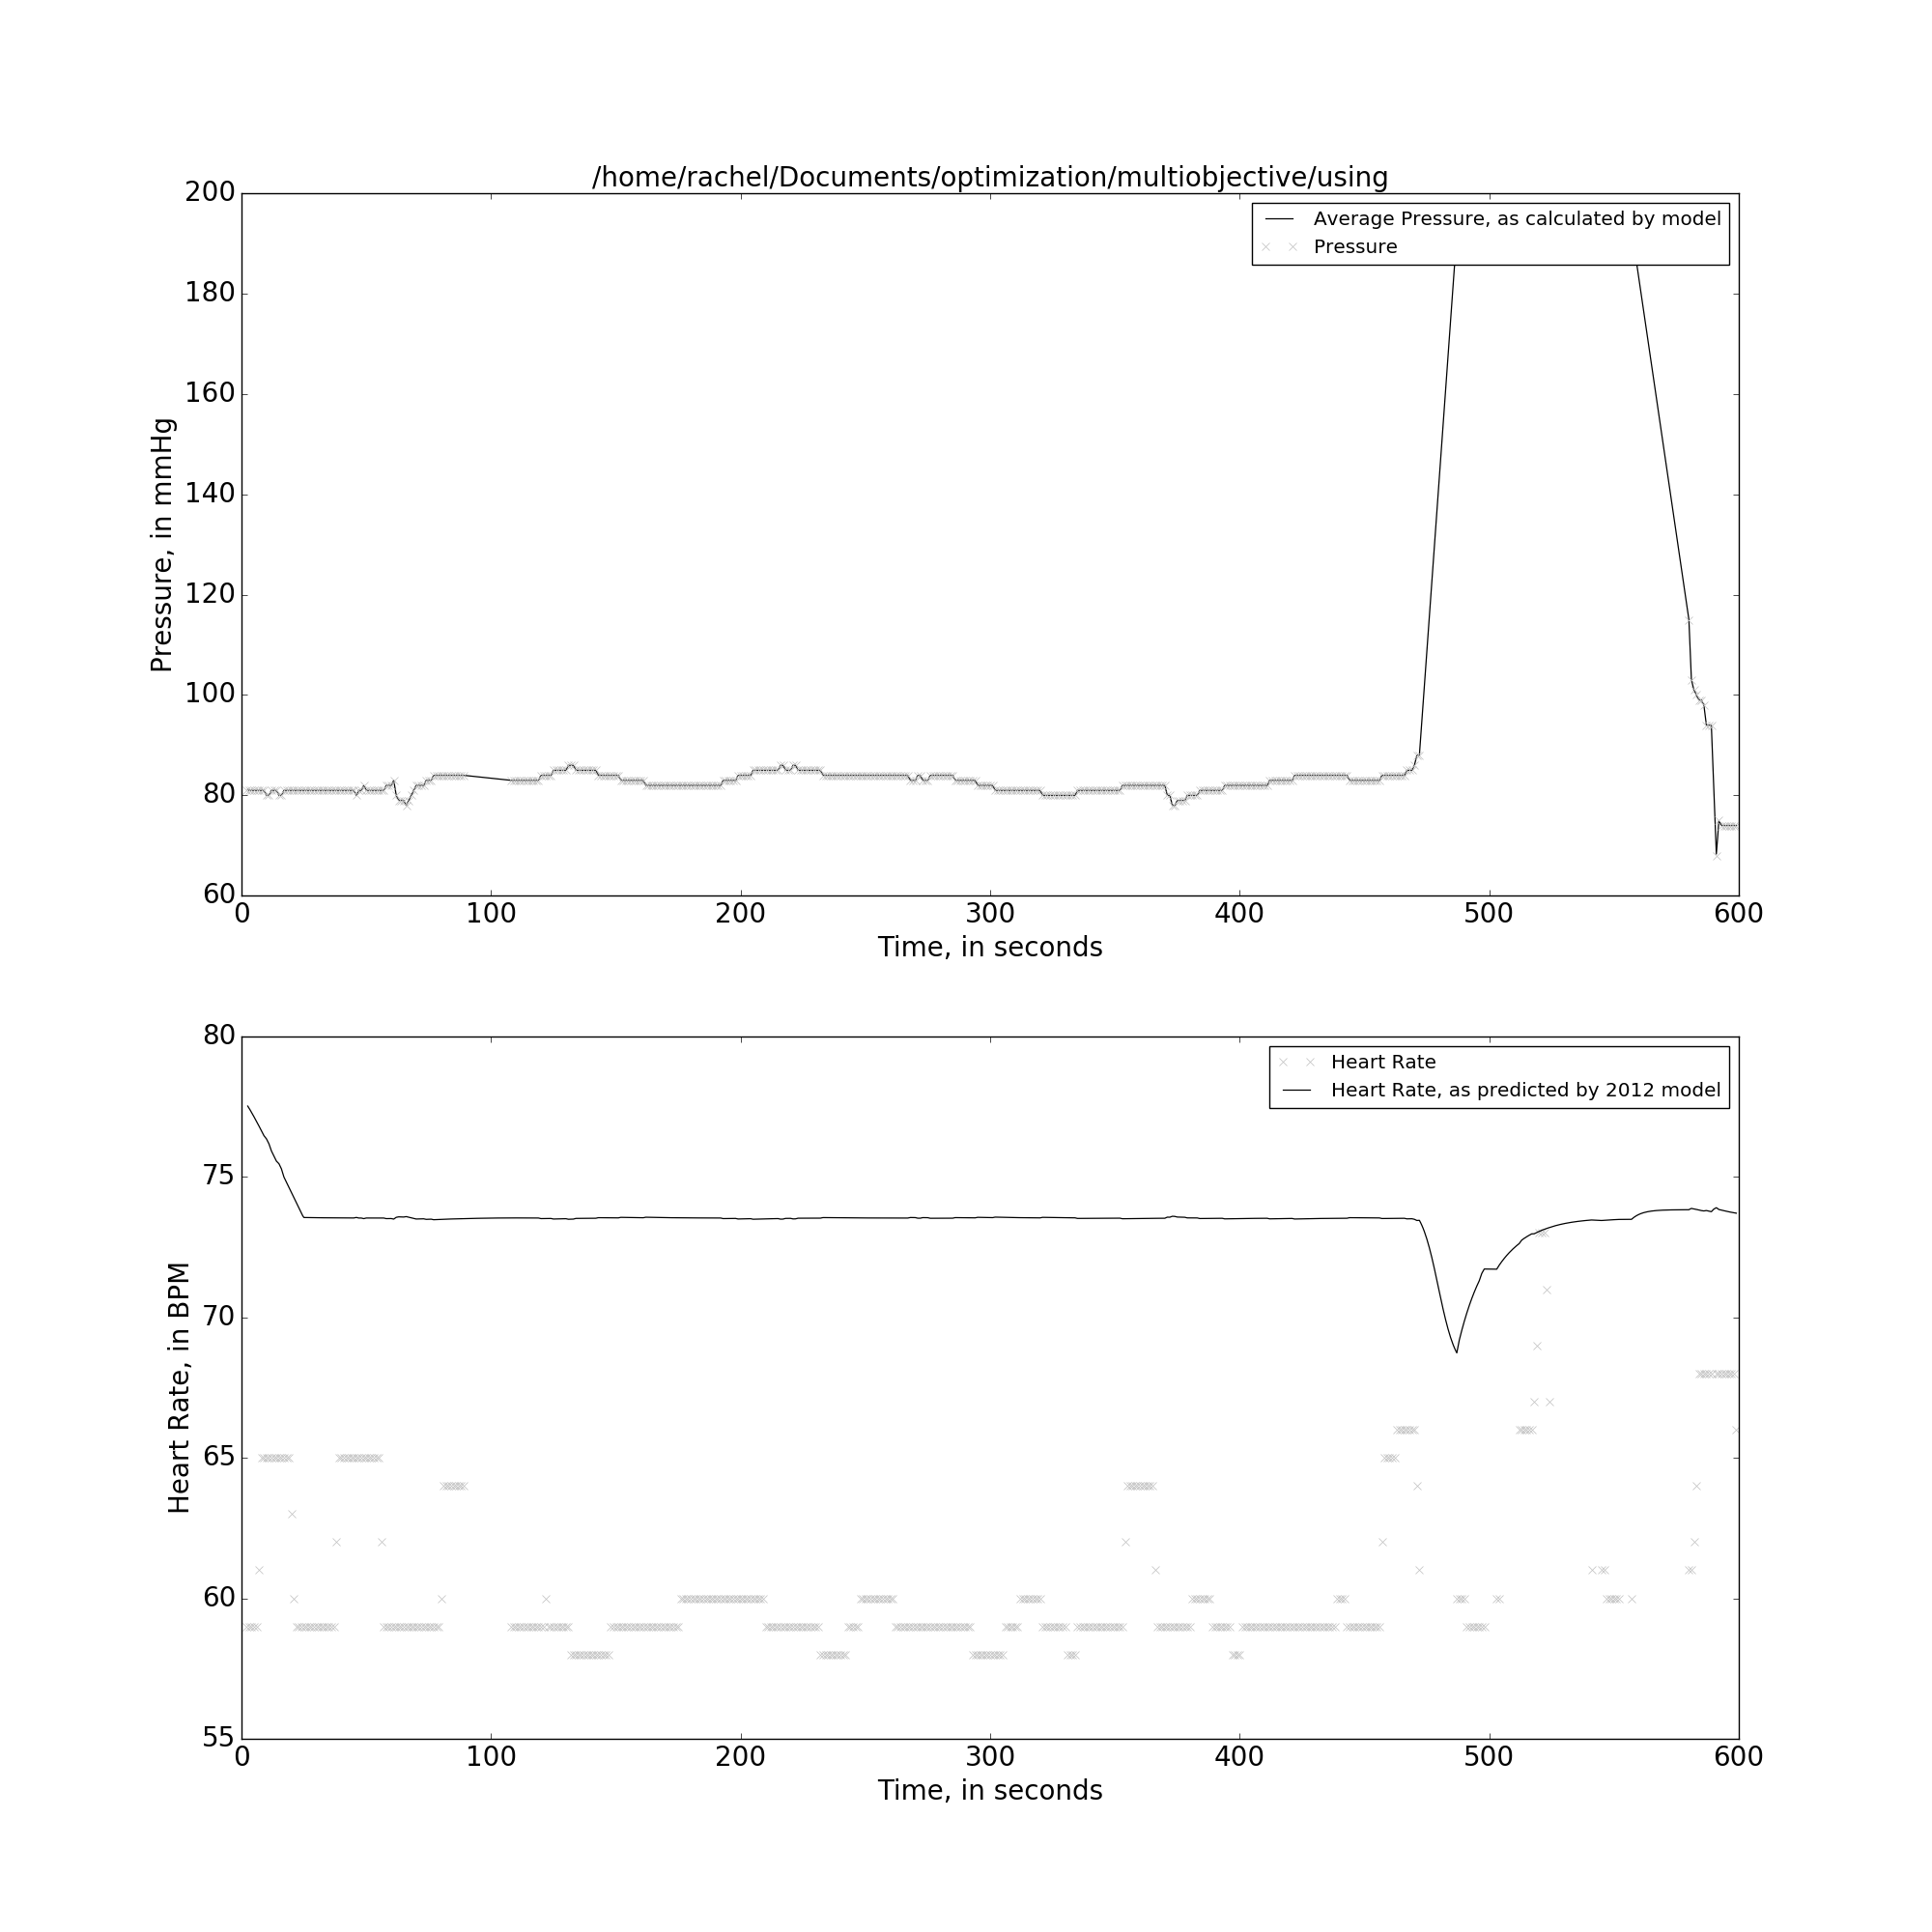 /home/rachel/Documents/optimization/multiobjective/using
200
180
160
140
120
100
80
60
Pressure, in mmHg
Average Pressure, as calculated by model
Pressure
0 100 200 300 400 500 600
Time, in seconds
80
75
70
65
60
55
Heart Rate, in BPM
Heart Rate
Heart Rate, as predicted by 2012 model
0 100 200 300 400 500 600
Time, in seconds